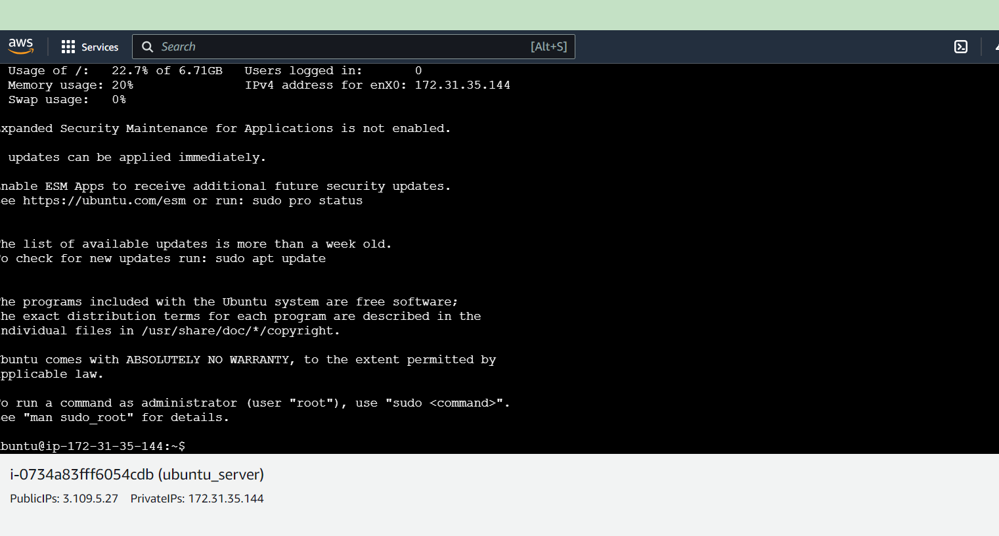 aws
Services
Search
[Alt+S]
Usage of /: 22.7% of 6.71GB Users logged in: 0
Memory usage: 20% IPv4 address for enX0: 172.31.35.144
Swap usage: 0%
xpanded Security Maintenance for Applications is not enabled.
updates can be applied immediately.
nable ESM Apps to receive additional future security updates.
ee https://ubuntu.com/esm or run: sudo pro status
he list of available updates is more than a week old.
o check for new updates run: sudo apt update
he programs included with the Ubuntu system are free software;
he exact distribution terms for each program are described in the
ndividual files in /usr/share/doc/*/copyright.
buntu comes with ABSOLUTELY NO WARRANTY, to the extent permitted by
pplicable law.
o run a command as administrator (user "root"), use "sudo <command>".
ee "man sudo_root" for details.
buntu@ip-172-31-35-144:~$
i-0734a83fff6054cdb (ubuntu_server)
PublicIPs: 3.109.5.27 PrivateIPs: 172.31.35.144